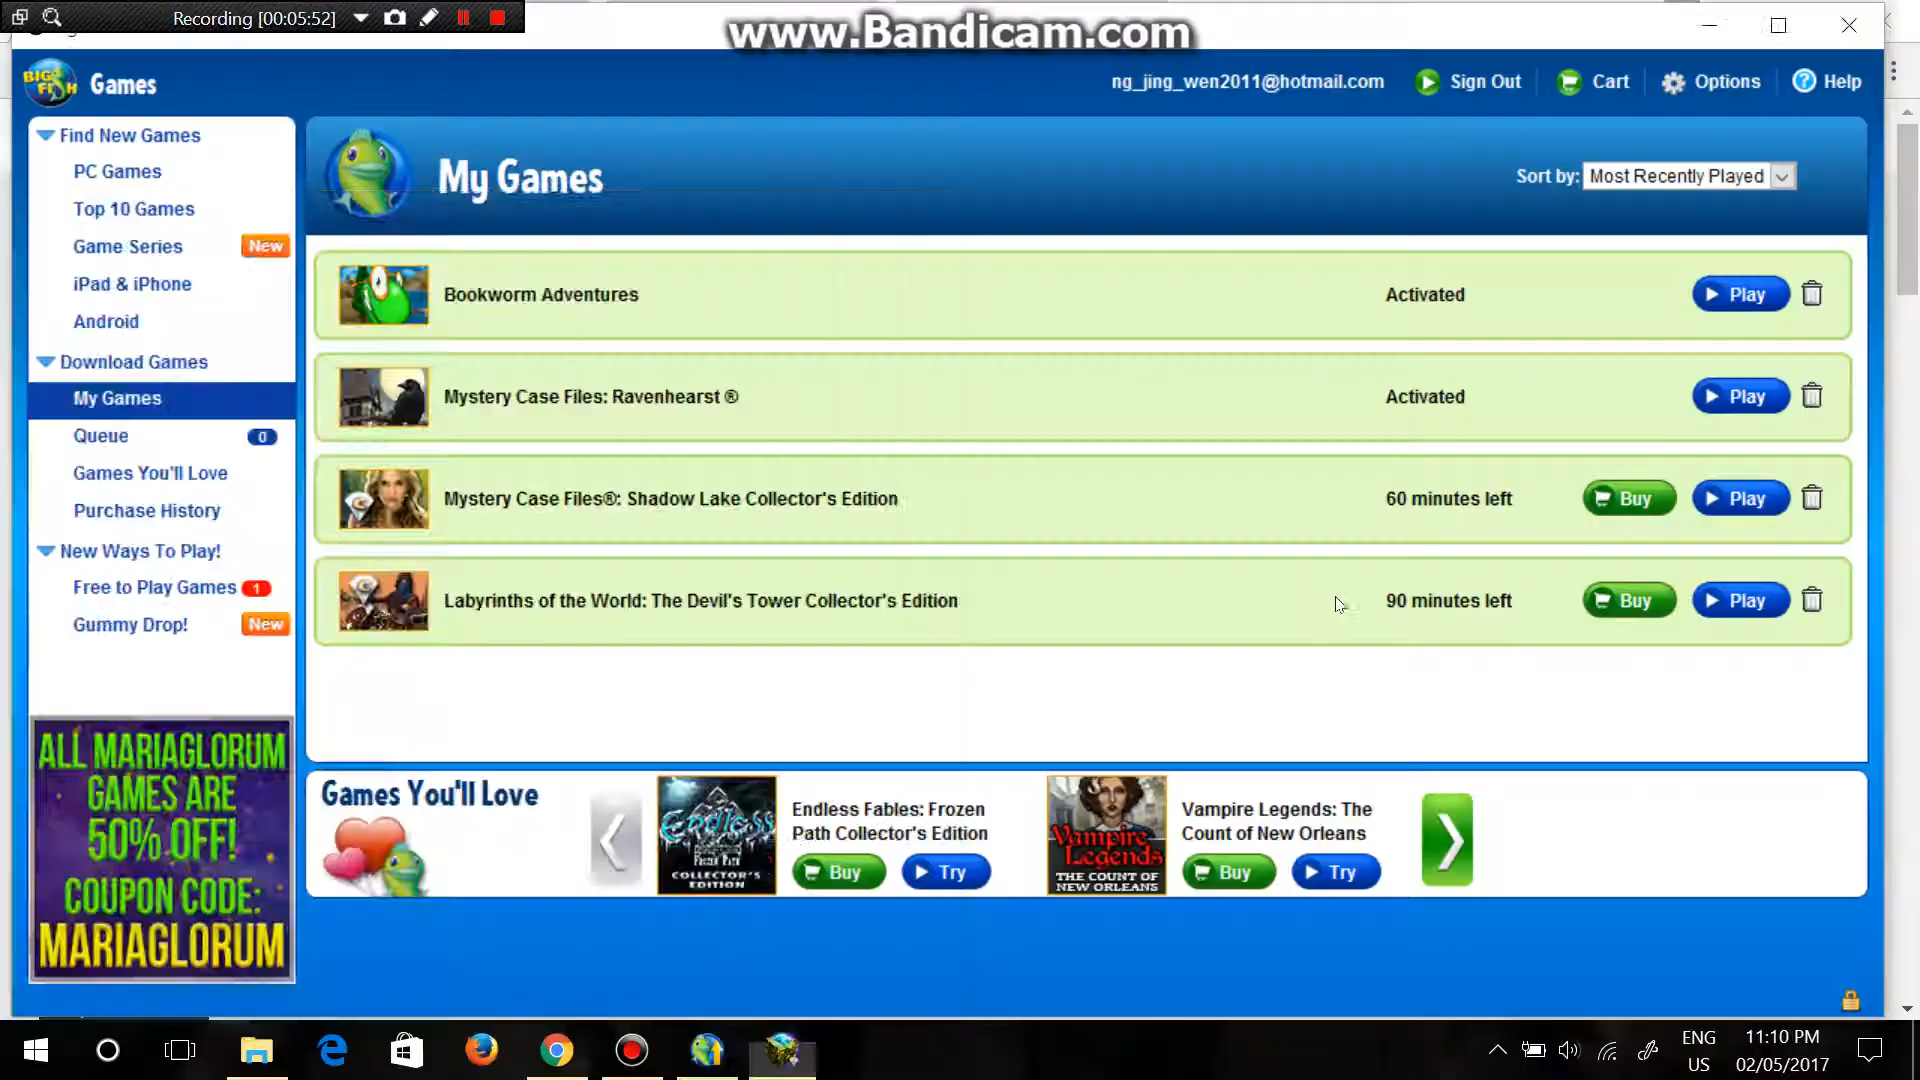 Recording [00:05:52]
www.Bandicam.com
BIG FISH
Games
ng_jing_wen2011@hotmail.com
Sign Out
Cart
Options
Help
Find New Games
PC Games
Top 10 Games
Game Series New
iPad & iPhone
Android
Download Games
My Games
Queue 0
Games You'll Love
Purchase History
New Ways To Play!
Free to Play Games 1
Gummy Drop! New
ALL MARIAGLORUM
GAMES ARE
50% OFF!
COUPON CODE:
MARIAGLORUM
My Games
Sort by: Most Recently Played
Bookworm Adventures Activated Play
Mystery Case Files: Ravenhearst ® Activated Play
Mystery Case Files®: Shadow Lake Collector's Edition 60 minutes left Buy Play
Labyrinths of the World: The Devil's Tower Collector's Edition 90 minutes left Buy Play
Games You'll Love
Endless
Frozen Path
COLLECTOR'S
EDITION
Endless Fables: Frozen
Path Collector's Edition
Buy Try
Vampire
Legends
THE COUNT OF
NEW ORLEANS
Vampire Legends: The
Count of New Orleans
Buy Try
ENG
US
11:10 PM
02/05/2017